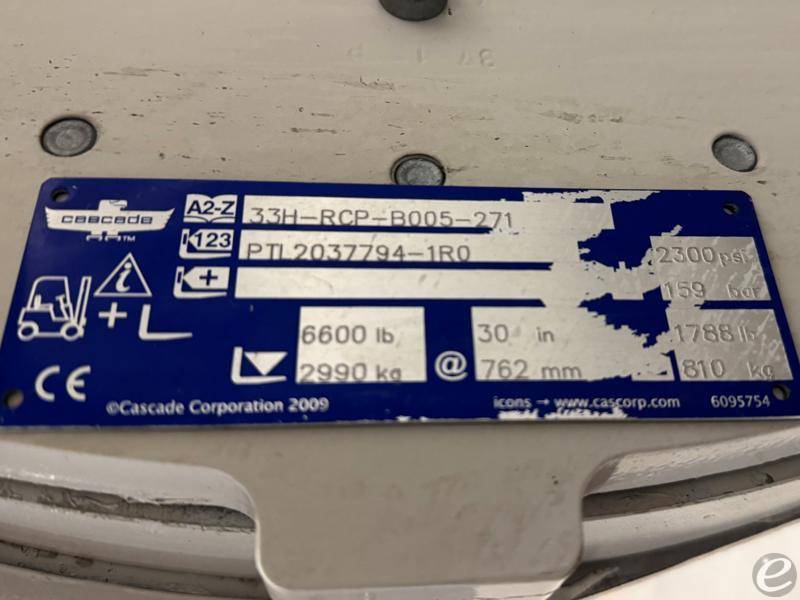 cascade
TM
A2-Z 33H-RCP-B005-271
123 PTL2037794-1R0
2300 psi
159 bar
6600 lb
2990 kg
@
30 in
762 mm
1788 lb
810 kg
CE
©Cascade Corporation 2009
icons → www.cascorp.com
6095754
e